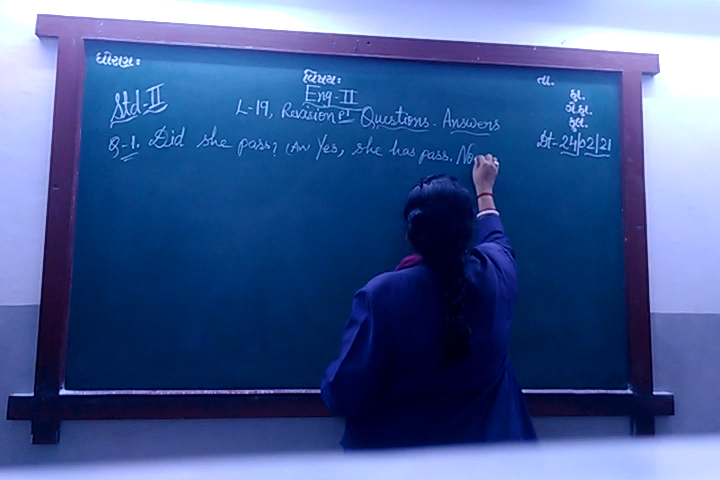 ધોરણઃ
વિષયઃ
તા.
Std-II
Eng-II
કુ.
ગે.હા.
કુલ.
L-19, Revision Questions. Answers
Dt-24/02/21
Q-1. Did she pass? (An Yes, she has pass. No